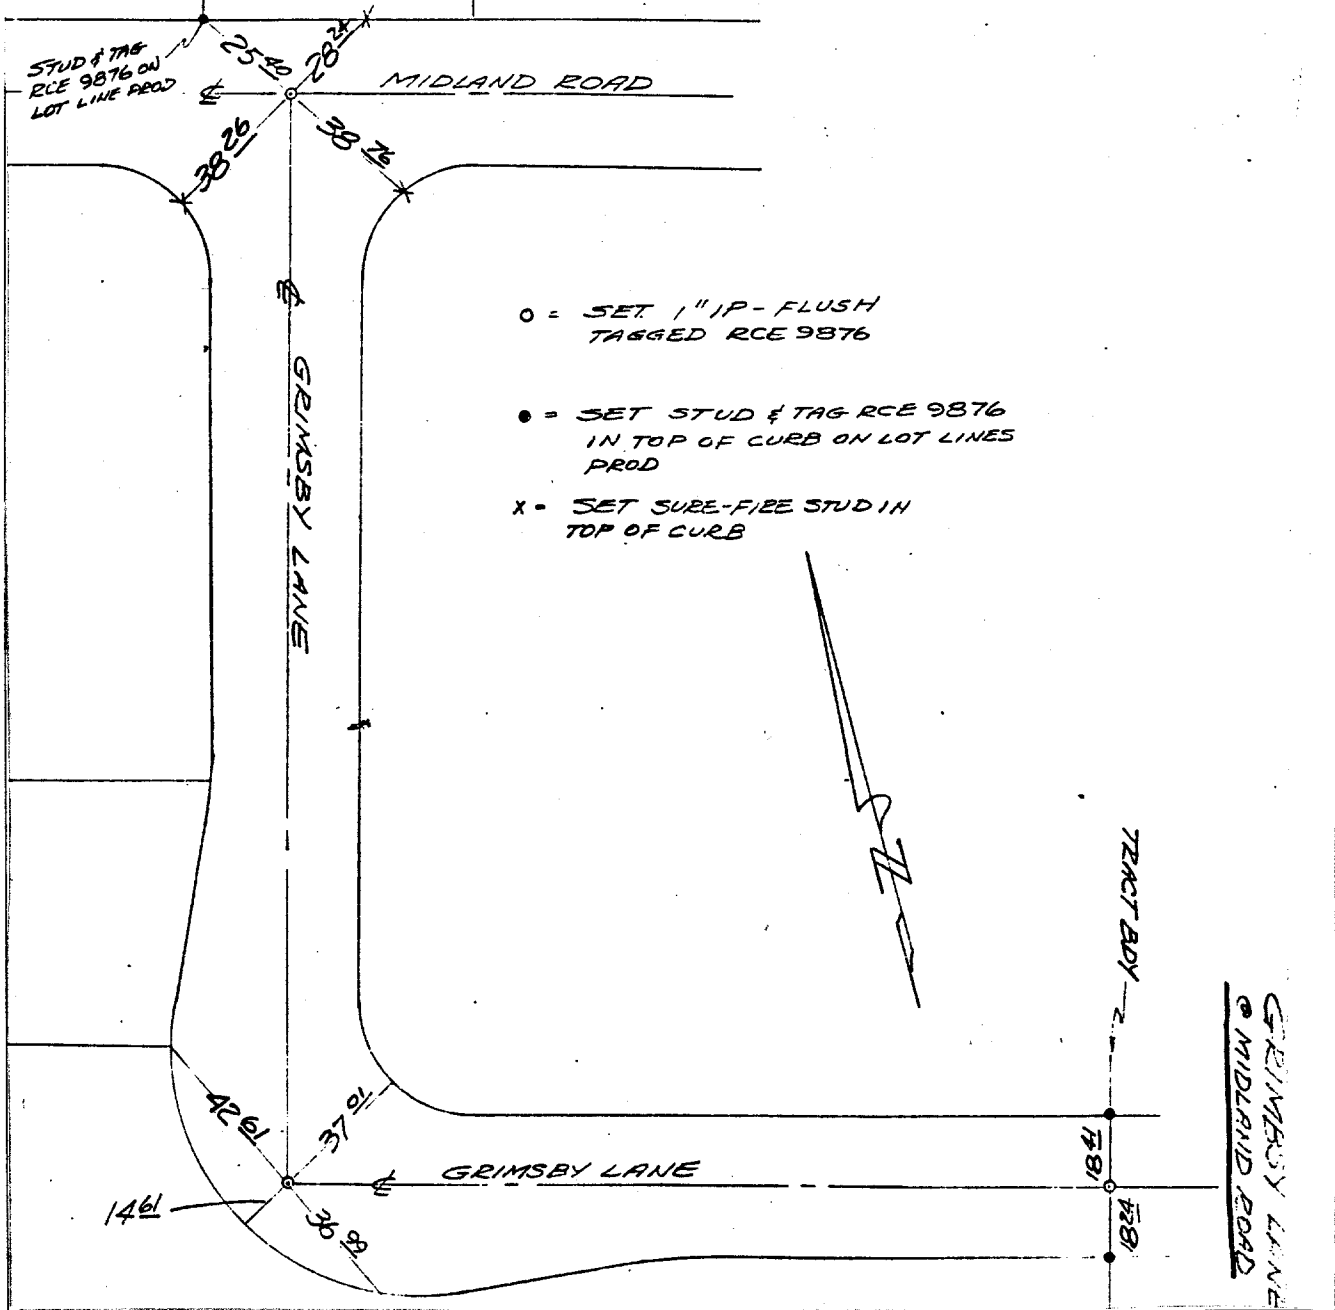 STUD & TAG
RCE 9876 ON
LOT LINE PROD
25 40
28 24
℄ MIDLAND ROAD
38 26
38 76
℄ GRIMSBY LANE
O = SET 1" IP - FLUSH
TAGGED RCE 9876
● = SET STUD & TAG RCE 9876
IN TOP OF CURB ON LOT LINES
PROD
X = SET SURE-FIRE STUD IN
TOP OF CURB
N
TRACT BDY
GRIMSBY LANE
@ MIDLAND ROAD
42 61
37 01
℄ GRIMSBY LANE
18 41
18 24
14 61
36 99